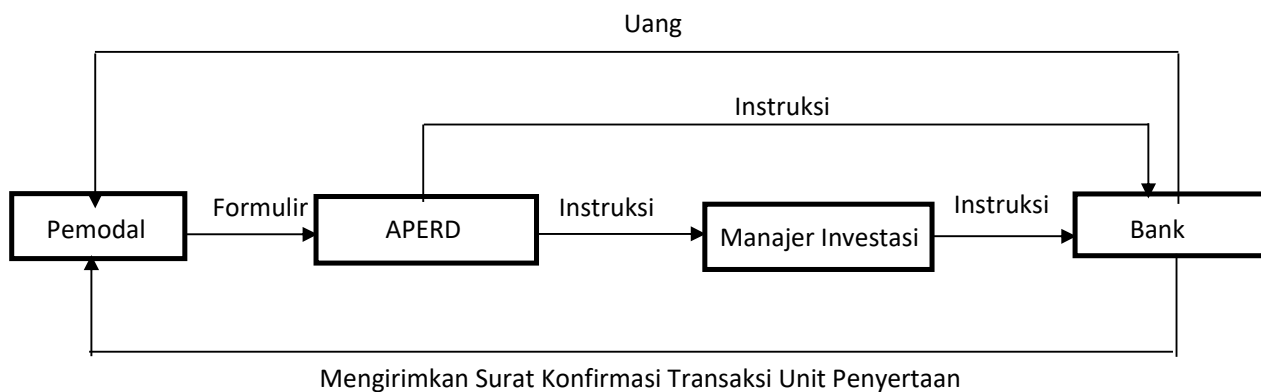 Uang
Instruksi
Pemodal
Formulir
APERD
Instruksi
Manajer Investasi
Instruksi
Bank
Mengirimkan Surat Konfirmasi Transaksi Unit Penyertaan